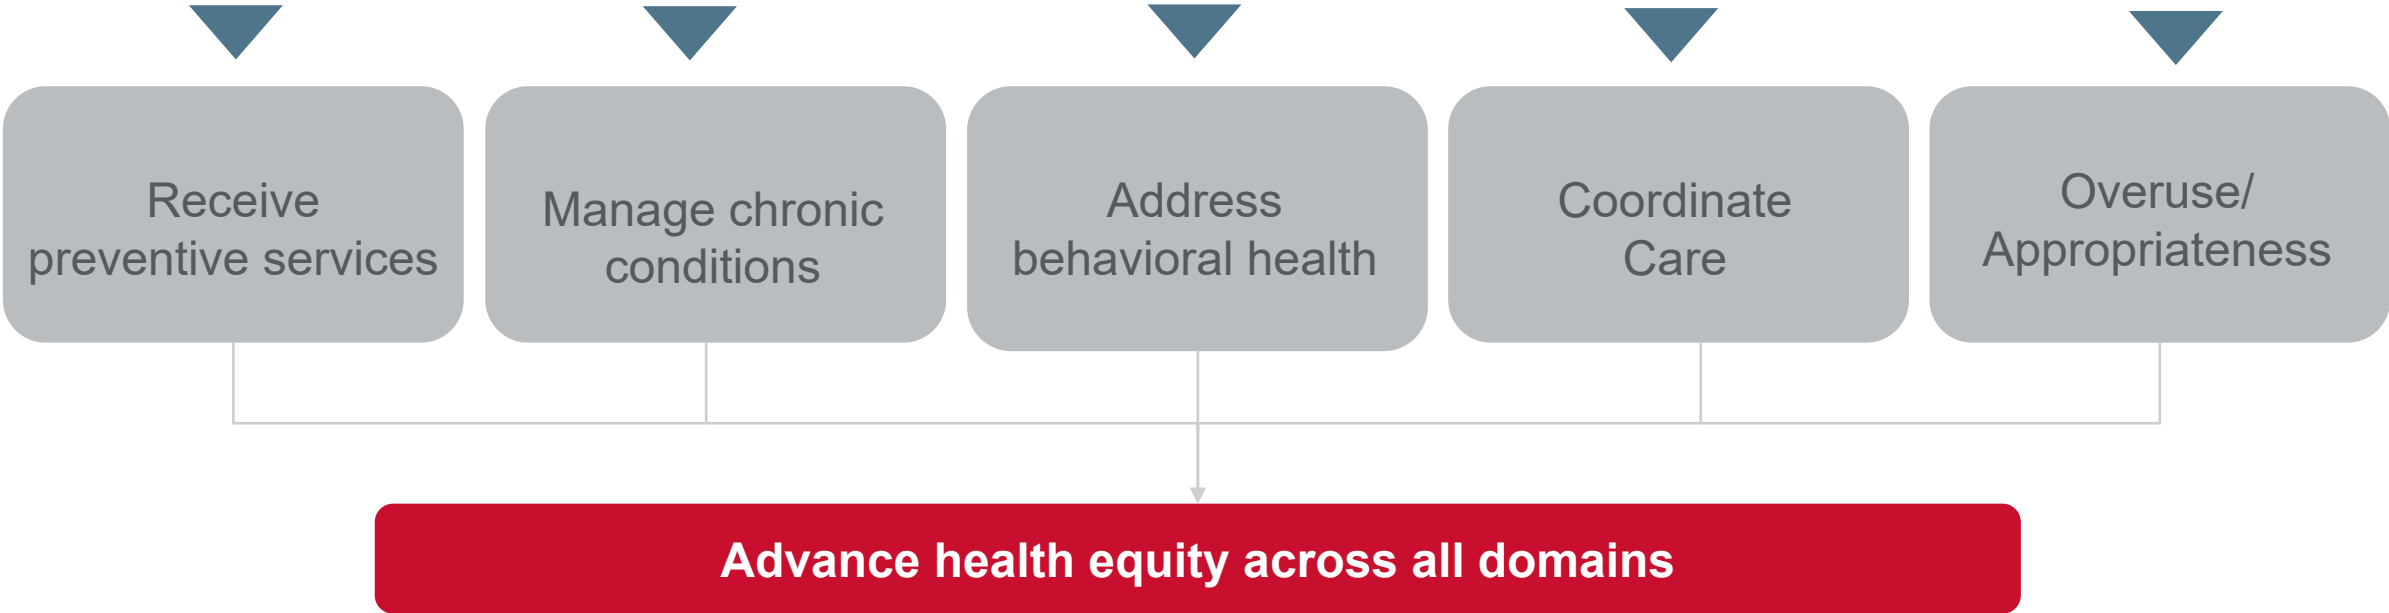 Receive
preventive services
Manage chronic
conditions
Address
behavioral health
Coordinate
Care
Overuse/
Appropriateness
Advance health equity across all domains